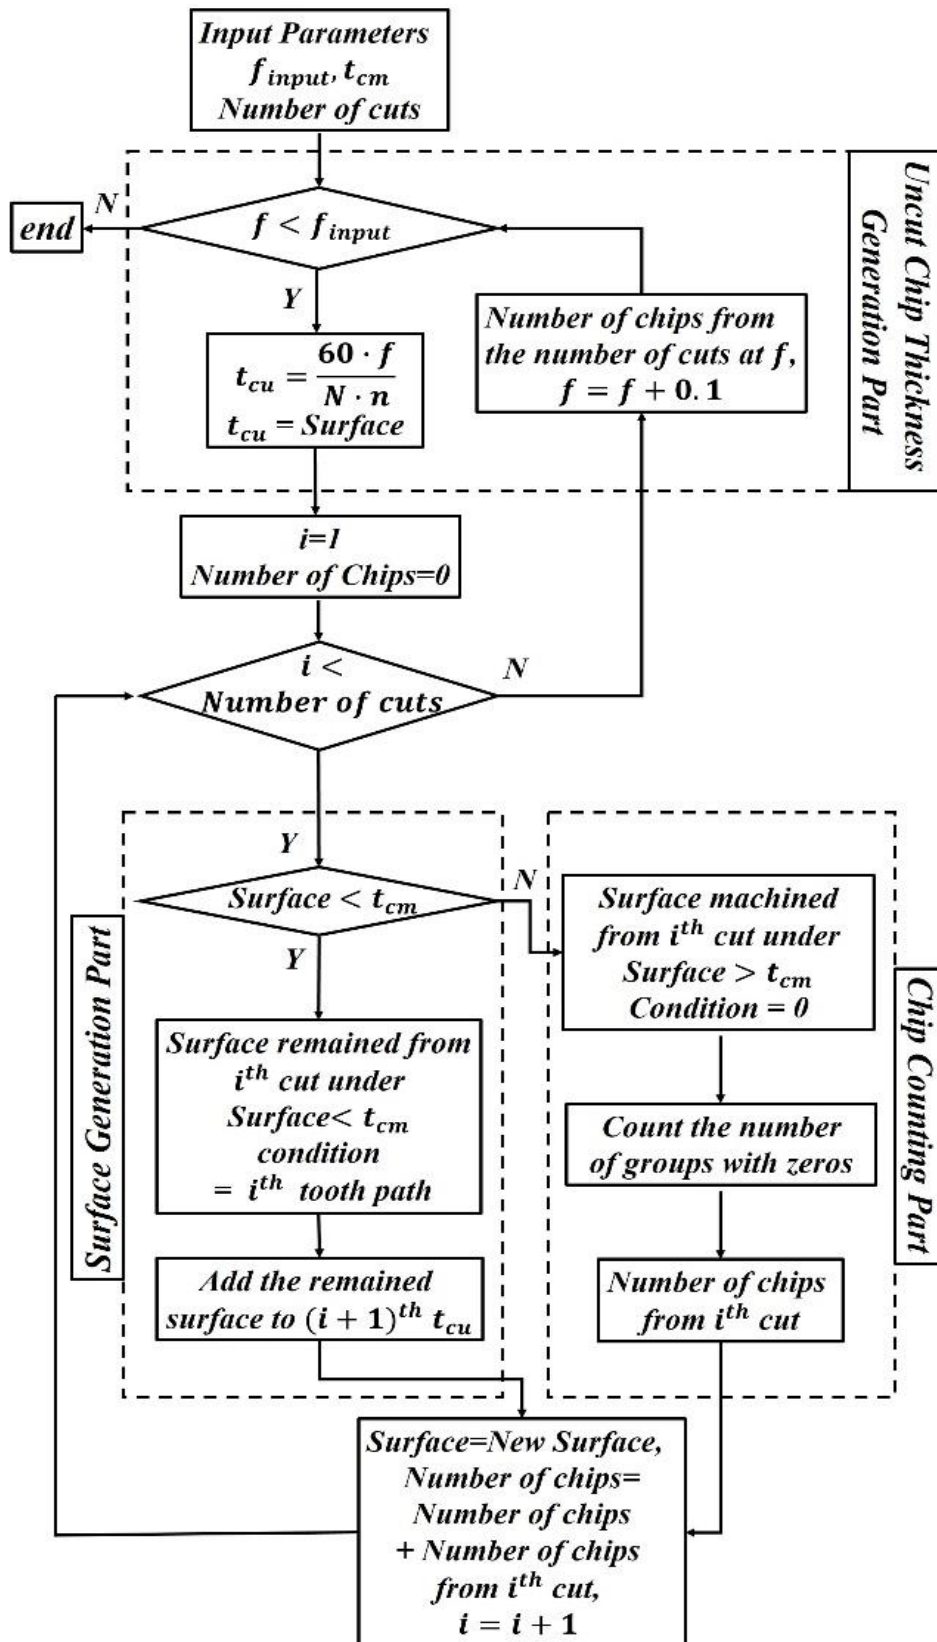 Input Parameters
f_input, t_cm
Number of cuts
Uncut Chip Thickness
Generation Part
N
end
f < f_input
Y
Number of chips from
the number of cuts at f,
f = f + 0.1
t_cu = 60 · f / N · n
t_cu = Surface
i=1
Number of Chips=0
i <
Number of cuts
N
Y
Surface < t_cm
N
Y
Surface Generation Part
Surface remained from
i^th cut under
Surface< t_cm
condition
= i^th tooth path
Add the remained
surface to (i + 1)^th t_cu
Surface machined
from i^th cut under
Surface > t_cm
Condition = 0
Count the number
of groups with zeros
Number of chips
from i^th cut
Chip Counting Part
Surface=New Surface,
Number of chips=
Number of chips
+ Number of chips
from i^th cut,
i = i + 1